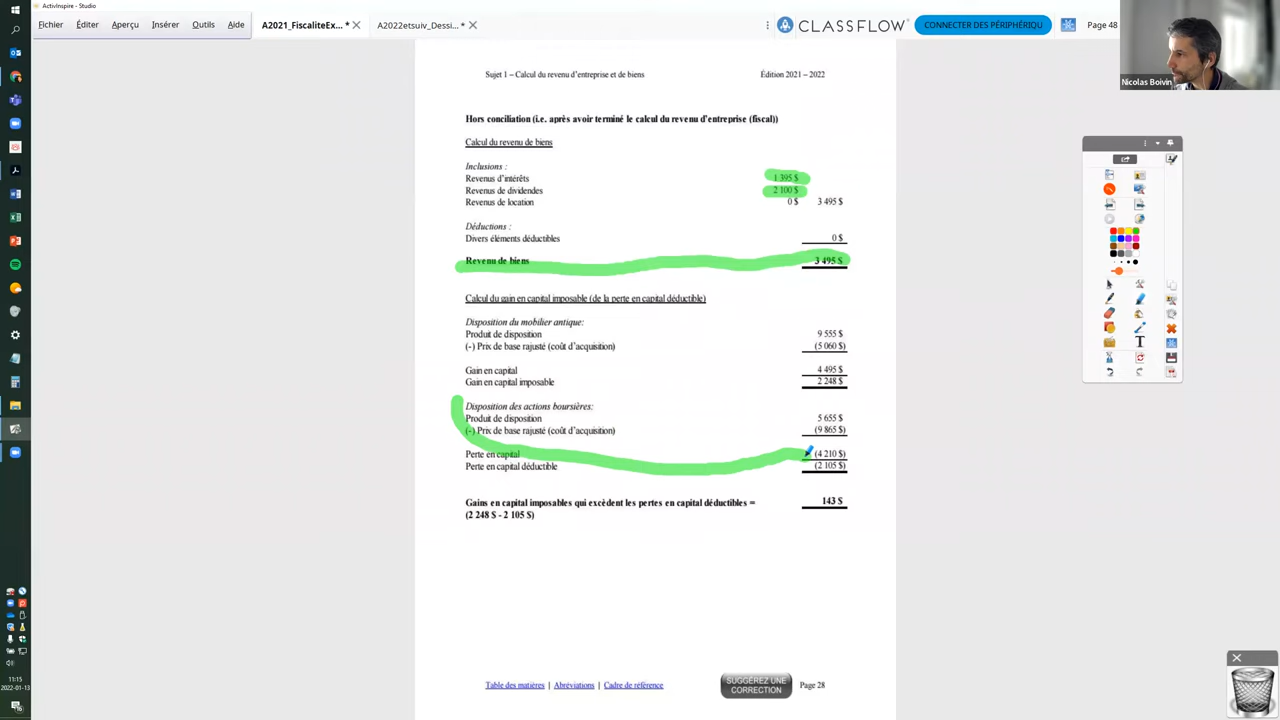 ActivInspire - Studio
Fichier Éditer Aperçu Insérer Outils Aide A2021_FiscaliteEx... * A2022etsuiv_Dessi... * CLASSFLOW CONNECTER DES PÉRIPHÉRIQU Page 48
Nicolas Boivin
Sujet 1 – Calcul du revenu d'entreprise et de biens Édition 2021 – 2022
Hors conciliation (i.e. après avoir terminé le calcul du revenu d'entreprise (fiscal))
Calcul du revenu de biens
Inclusions :
Revenus d'intérêts 1 395 $
Revenus de dividendes 2 100 $
Revenus de location 0 $ 3 495 $
Déductions :
Divers éléments déductibles 0 $
Revenu de biens 3 495 $
Calcul du gain en capital imposable (de la perte en capital déductible)
Disposition du mobilier antique:
Produit de disposition 9 555 $
(-) Prix de base rajusté (coût d'acquisition) (5 060 $)
Gain en capital 4 495 $
Gain en capital imposable 2 248 $
Disposition des actions boursières:
Produit de disposition 5 655 $
(-) Prix de base rajusté (coût d'acquisition) (9 865 $)
Perte en capital (4 210 $)
Perte en capital déductible (2 105 $)
Gains en capital imposables qui excèdent les pertes en capital déductibles = 143 $
(2 248 $ - 2 105 $)
Table des matières | Abréviations | Cadre de référence
SUGGÉREZ UNE
CORRECTION
Page 28
13:15
2022-01-13